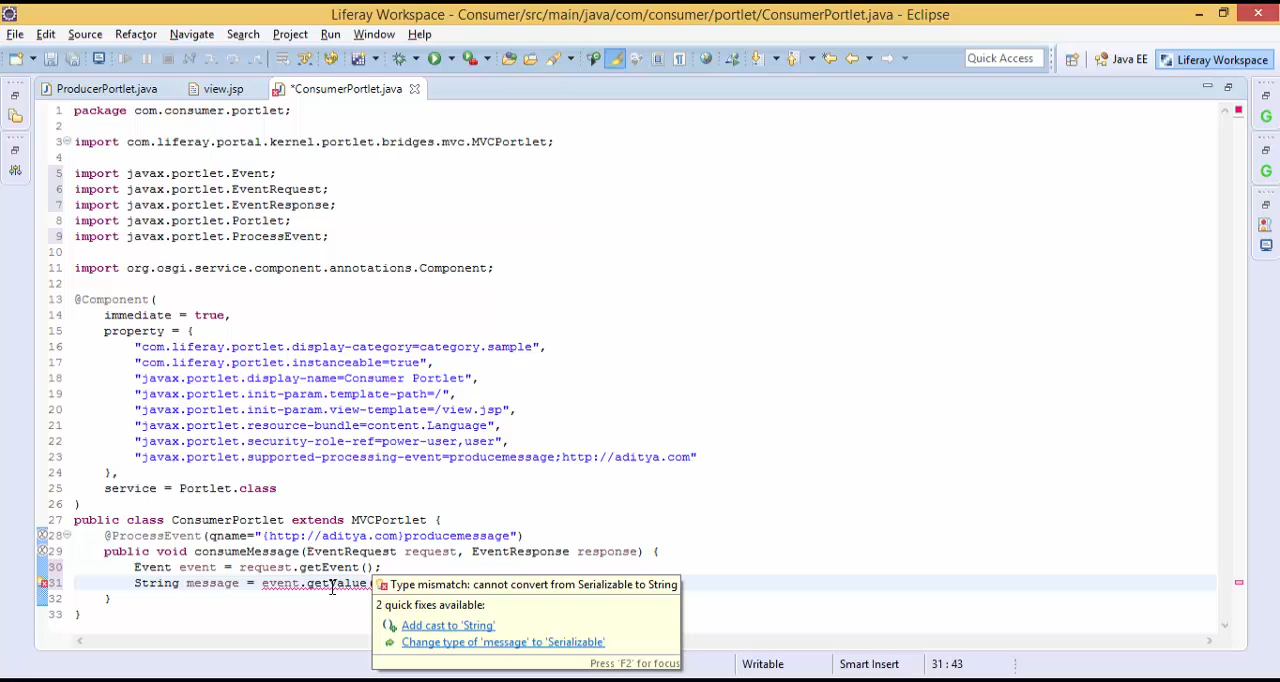 Liferay Workspace - Consumer/src/main/java/com/consumer/portlet/ConsumerPortlet.java - Eclipse
File Edit Source Refactor Navigate Search Project Run Window Help
Quick Access Java EE Liferay Workspace
ProducerPortlet.java view.jsp *ConsumerPortlet.java
1 package com.consumer.portlet;
2
3 import com.liferay.portal.kernel.portlet.bridges.mvc.MVCPortlet;
4
5 import javax.portlet.Event;
6 import javax.portlet.EventRequest;
7 import javax.portlet.EventResponse;
8 import javax.portlet.Portlet;
9 import javax.portlet.ProcessEvent;
10
11 import org.osgi.service.component.annotations.Component;
12
13 @Component(
14 immediate = true,
15 property = {
16 "com.liferay.portlet.display-category=category.sample",
17 "com.liferay.portlet.instanceable=true",
18 "javax.portlet.display-name=Consumer Portlet",
19 "javax.portlet.init-param.template-path=/",
20 "javax.portlet.init-param.view-template=/view.jsp",
21 "javax.portlet.resource-bundle=content.Language",
22 "javax.portlet.security-role-ref=power-user,user",
23 "javax.portlet.supported-processing-event=producemessage;http://aditya.com"
24 },
25 service = Portlet.class
26 )
27 public class ConsumerPortlet extends MVCPortlet {
28 @ProcessEvent(qname="{http://aditya.com}producemessage")
29 public void consumeMessage(EventRequest request, EventResponse response) {
30 Event event = request.getEvent();
31 String message = event.getValue(
32 }
33 }
Type mismatch: cannot convert from Serializable to String
2 quick fixes available:
Add cast to 'String'
Change type of 'message' to 'Serializable'
Press 'F2' for focus
Writable Smart Insert 31 : 43